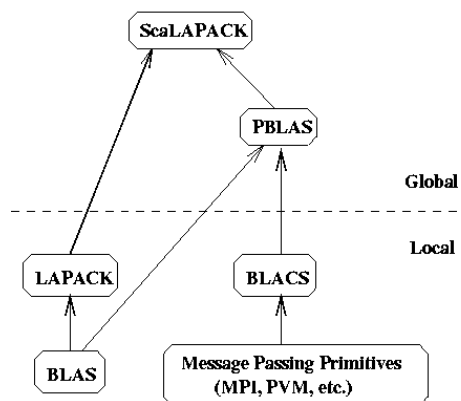 ScaLAPACK
PBLAS
Global
Local
LAPACK
BLACS
BLAS
Message Passing Primitives
(MPI, PVM, etc.)